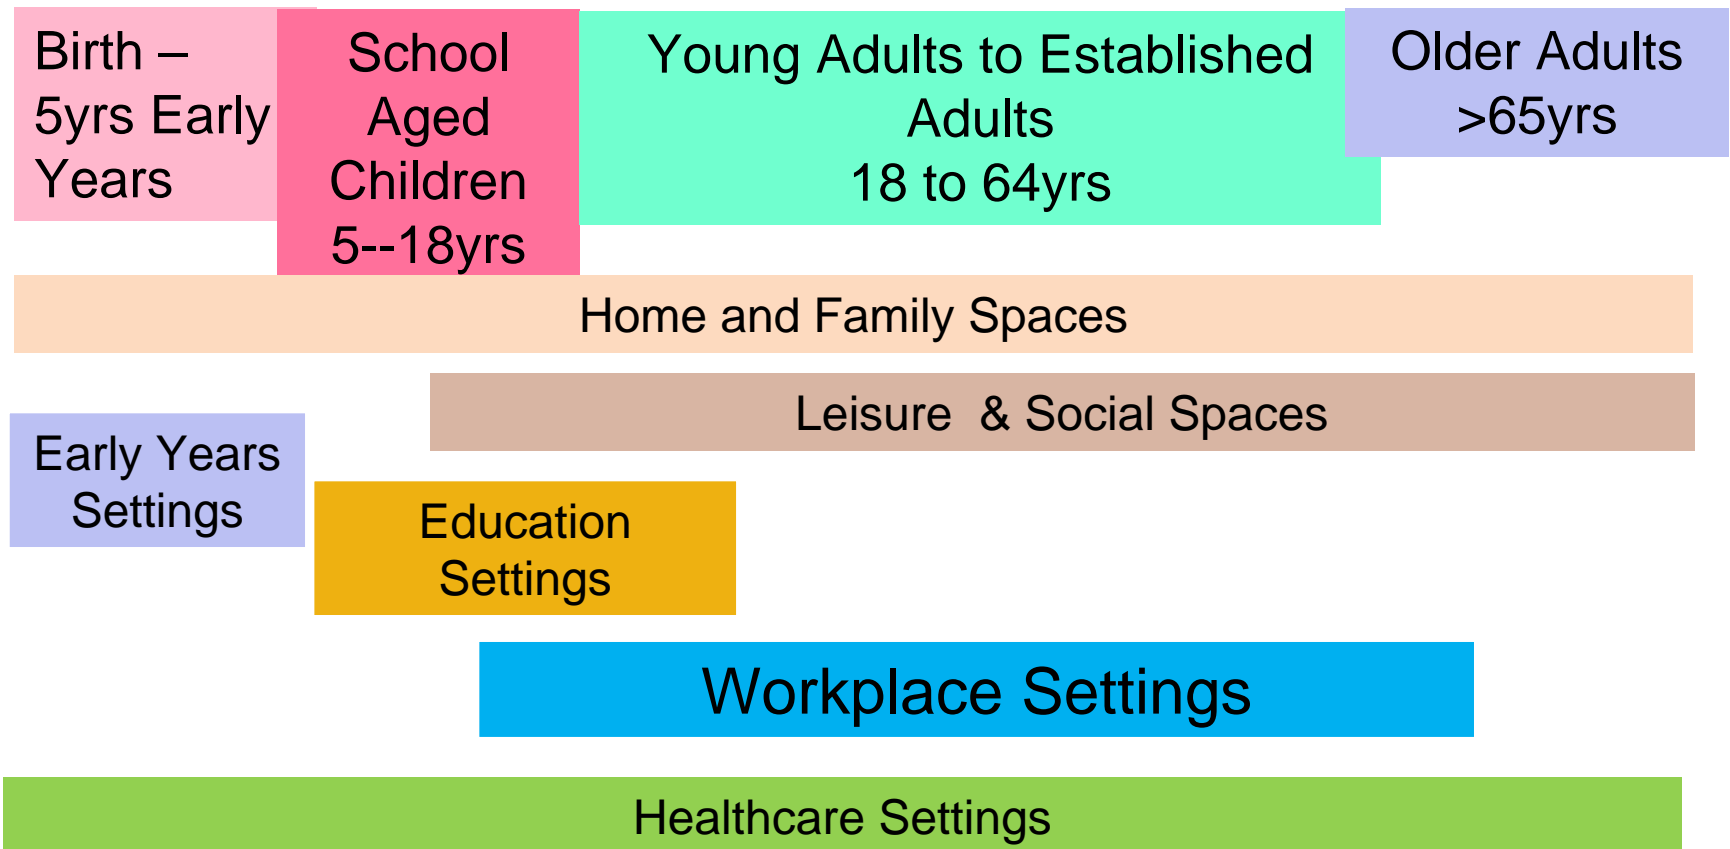 Birth –
5yrs Early
Years
School
Aged
Children
5--18yrs
Young Adults to Established
Adults
18 to 64yrs
Older Adults
>65yrs
Home and Family Spaces
Leisure  & Social Spaces
Early Years
Settings
Education
Settings
Workplace Settings
Healthcare Settings